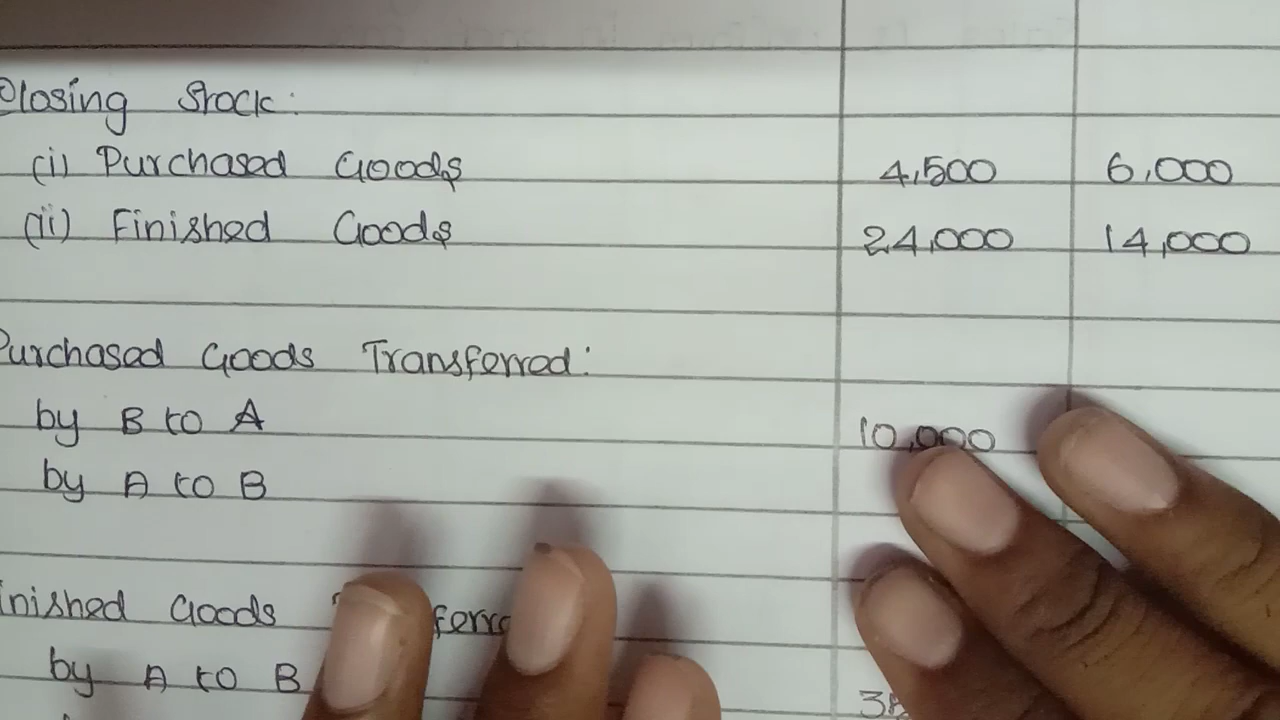 Closing Stock:
(i) Purchased Goods 4,500 6,000
(ii) Finished Goods 24,000 14,000
Purchased Goods Transferred:
by B to A 10,000
by A to B
Finished Goods
by A to B